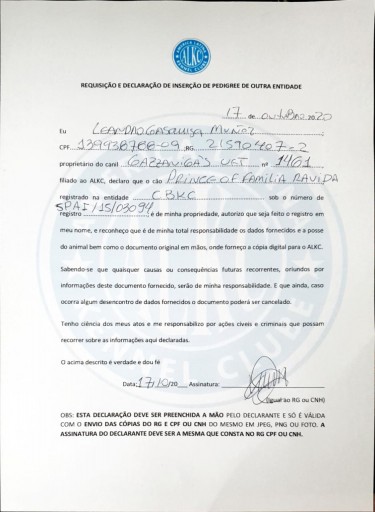 AMERICA LATINA
ALKC
KENNEL CLUBE
REQUISIÇÃO E DECLARAÇÃO DE INSERÇÃO DE PEDIGREE DE OUTRA ENTIDADE
17 de outubro 2020
Eu LEANDRO GASQUISA MUÑOZ ;
CPF 139938768-09 ;RG 21590407-2
proprietário do canil GAZZANIGA'S UCT nº 1461
filiado ao ALKC, declaro que o cão PRINCE OF FAMILIA RAVIDA
registrado na entidade CBKC sob o número de
registro SPAI/15/03094, é de minha propriedade, autorizo que seja feito o registro em
meu nome, e reconheço que é de minha total responsabilidade os dados fornecidos e a posse
do animal bem como o documento original em mãos, onde forneço a cópia digital para o ALKC.
Sabendo-se que quaisquer causas ou consequências futuras recorrentes, oriundos por
informações deste documento fornecido, serão de minha responsabilidade. E que ainda, caso
ocorra algum desencontro de dados fornecidos o documento poderá ser cancelado.
Tenho ciência dos meus atos e me responsabilizo por ações cíveis e criminais que possam
recorrer sobre as informações aqui declaradas.
O acima descrito é verdade e dou fé
Data: 17/10/20 Assinatura:
(Igual ao RG ou CNH)
OBS: ESTA DECLARAÇÃO DEVE SER PREENCHIDA A MÃO PELO DECLARANTE E SÓ É VÁLIDA
COM O ENVIO DAS CÓPIAS DO RG E CPF OU CNH DO MESMO EM JPEG, PNG OU FOTO. A
ASSINATURA DO DECLARANTE DEVE SER A MESMA QUE CONSTA NO RG CPF OU CNH.